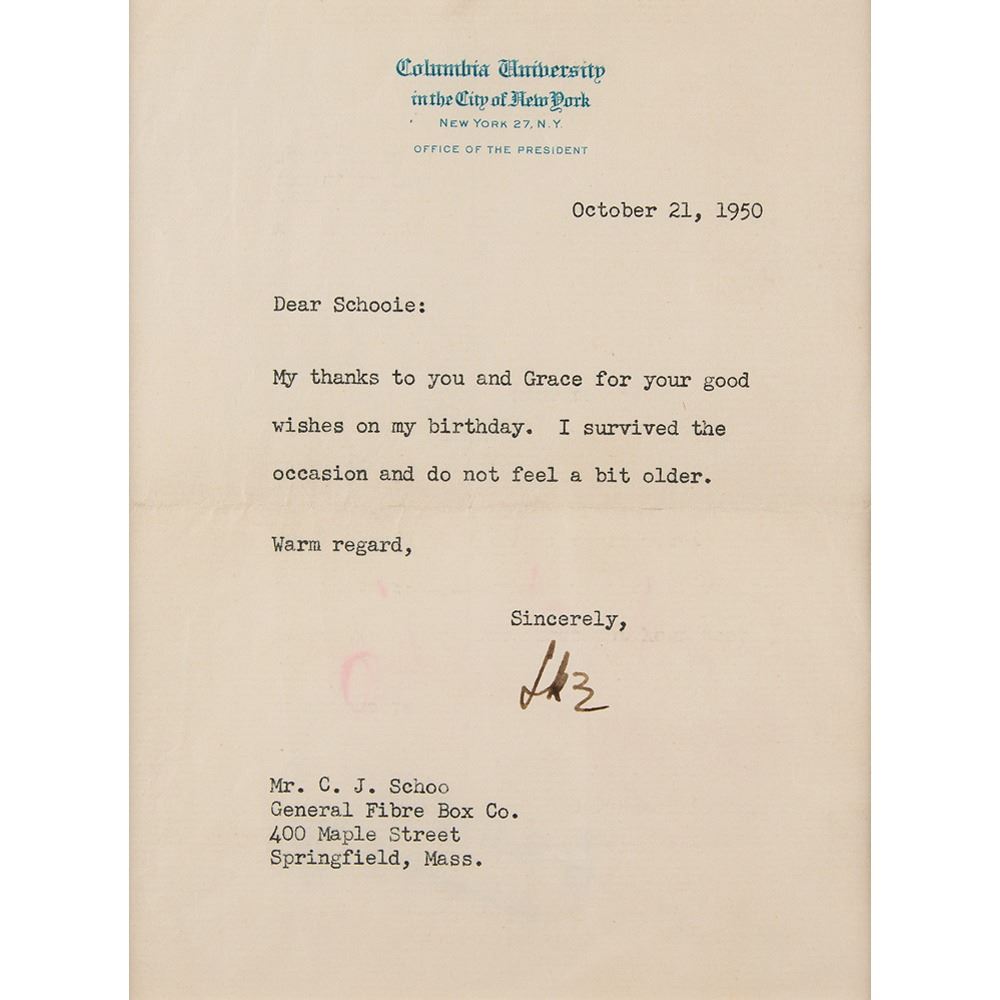 Columbia University
in the City of New York
NEW YORK 27, N.Y.
OFFICE OF THE PRESIDENT
October 21, 1950
Dear Schooie:
My thanks to you and Grace for your good
wishes on my birthday. I survived the
occasion and do not feel a bit older.
Warm regard,
Sincerely,
Mr. C. J. Schoo
General Fibre Box Co.
400 Maple Street
Springfield, Mass.